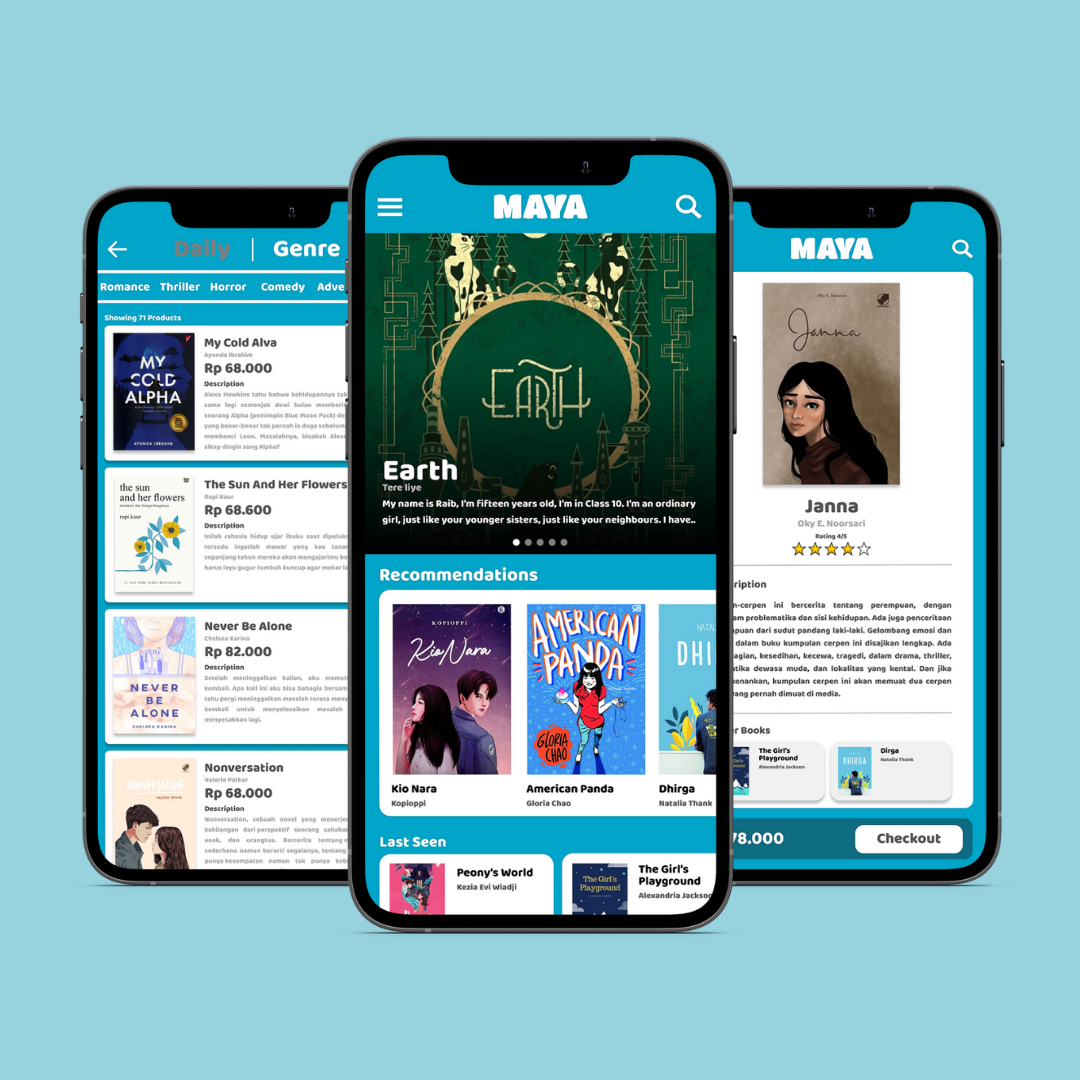 Daily | Genre
Romance Thriller Horror Comedy Adve
Showing 71 Products
MY
COLD
ALPHA
AYUNDA IBRAHIM
My Cold Alva
Ayunda Ibrahim
Rp 68.000
Description
Alexa Hawkins tahu bahwa kehidupannya tak
sama lagi semenjak dewi bulan memberi
seorang Alpha (pemimpin Blue Moon Pack) de
yang benar-benar tak pernah ia duga sebelum
membenci Leon. Masalahnya, bisakah Alex
sikap dingin sang Alpha?
the sun
and her flowers
rupi kaur
The Sun And Her Flowers
Rupi Kaur
Rp 68.600
Description
Inilah rahasia hidup ujar ibuku saat dipeluk
tersedu ingatlah mawar yang kau tana
sepanjang tahun mereka akan mengajarimu be
harus layu gugur tumbuh kuncup agar mekar l
NEVER
BE
ALONE
CHELSEA KARINA
Never Be Alone
Chelsea Karina
Rp 82.000
Description
Setelah meninggalkan kalian, aku memut
kembali. Apa kali ini aku bisa bahagia bersam
tahu pergi meninggalkan masalah terasa meny
kembali untuk menyelesaikan masalah
menyesakkan lagi.
NONVERSATION
VALERIE PATKAR
Nonversation
Valerie Patkar
Rp 68.000
Description
Nonversation, sebuah novel yang menerje
kehilangan dari perspektif seorang sahaba
anak, dan orangtua. Bercerita tentang
sederhana namun berarti segalanya, tentang
punya kesempatan namun tak punya keb
MAYA
EARTH
Earth
Tere liye
My name is Raib, I'm fifteen years old, I'm in Class 10. I'm an ordinary
girl, just like your younger sisters, just like your neighbours. I have..
Recommendations
KOPIOPPI
Kio Nara
AMERICAN
PANDA
GLORIA
CHAO
NATAL
DHI
Kio Nara
Kopioppi
American Panda
Gloria Chao
Dhirga
Natalia Thank
Last Seen
Peony's World
Kezia Evi Wiadji
The Girl's
Playground
The Girl's
Playground
Alexandria Jackson
MAYA
Oky E. Noorsari
Janna
Janna
Oky E. Noorsari
Rating 4/5
ription
n-cerpen ini bercerita tentang perempuan, dengan
am problematika dan sisi kehidupan. Ada juga penceritaan
puan dari sudut pandang laki-laki. Gelombang emosi dan
dalam buku kumpulan cerpen ini disajikan lengkap. Ada
agian, kesedihan, kecewa, tragedi, dalam drama, thriller,
atika dewasa muda, dan lokalitas yang kental. Dan jika
kenankan, kumpulan cerpen ini akan memuat dua cerpen
ang pernah dimuat di media.
r Books
The Girl's
Playground
Alexandria Jackson
DHIRGA
Dirga
Natalia Thank
78.000
Checkout